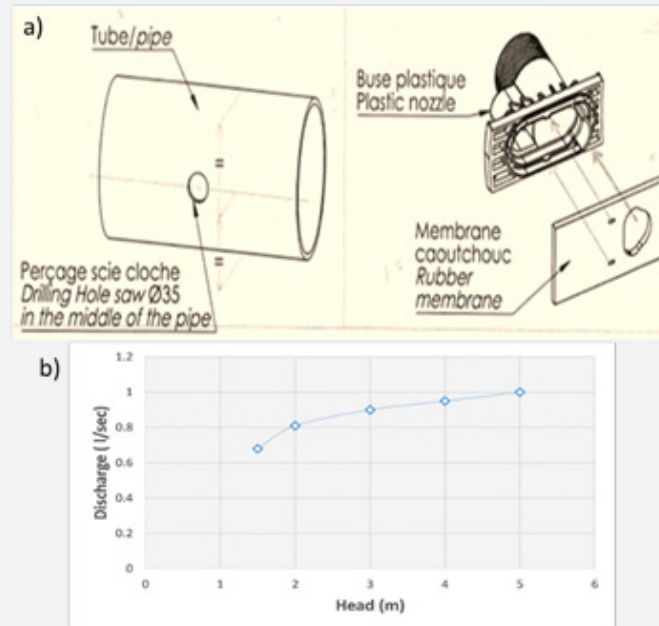 a)
Tube/pipe
Perçage scie cloche
Drilling Hole saw Ø35
in the middle of the pipe
Buse plastique
Plastic nozzle
Membrane
caoutchouc
Rubber
membrane
b)
1.2
1
0.8
0.6
0.4
0.2
0
Discharge ( l/sec)
0 1 2 3 4 5 6
Head (m)